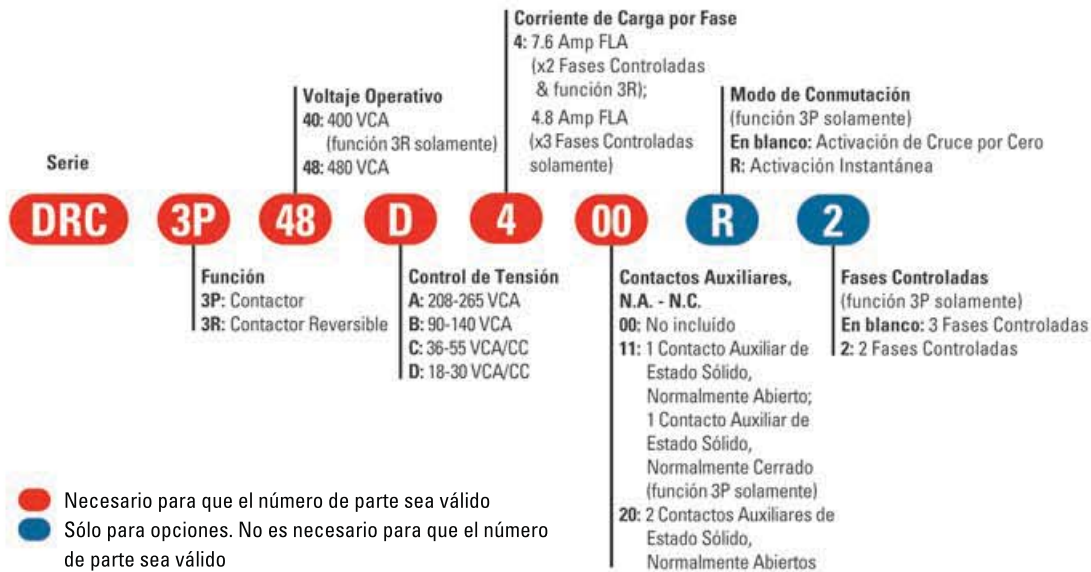 Corriente de Carga por Fase
4: 7.6 Amp FLA
(x2 Fases Controladas
& función 3R);
4.8 Amp FLA
(x3 Fases Controladas
solamente)
Voltaje Operativo
40: 400 VCA
(función 3R solamente)
48: 480 VCA
Modo de Conmutación
(función 3P solamente)
En blanco: Activación de Cruce por Cero
R: Activación Instantánea
Serie
DRC 3P 48 D 4 00 R 2
Función
3P: Contactor
3R: Contactor Reversible
Control de Tensión
A: 208-265 VCA
B: 90-140 VCA
C: 36-55 VCA/CC
D: 18-30 VCA/CC
Contactos Auxiliares,
N.A. - N.C.
00: No incluído
11: 1 Contacto Auxiliar de
Estado Sólido,
Normalmente Abierto;
1 Contacto Auxiliar de
Estado Sólido,
Normalmente Cerrado
(función 3P solamente)
20: 2 Contactos Auxiliares de
Estado Sólido,
Normalmente Abiertos
Fases Controladas
(función 3P solamente)
En blanco: 3 Fases Controladas
2: 2 Fases Controladas
Necesario para que el número de parte sea válido
Sólo para opciones. No es necesario para que el número
de parte sea válido